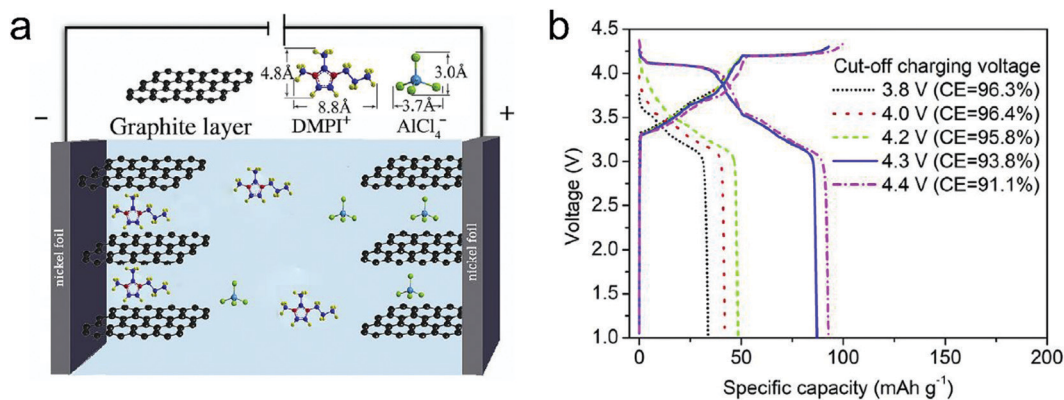 a
4.8Å
8.8Å
DMPI⁺
3.0Å
3.7Å
AlCl₄⁻
Graphite layer
−
+
nickel foil
nickel foil
b
Voltage (V)
4.5
4.0
3.5
3.0
2.5
2.0
1.5
1.0
Cut-off charging voltage
3.8 V (CE=96.3%)
4.0 V (CE=96.4%)
4.2 V (CE=95.8%)
4.3 V (CE=93.8%)
4.4 V (CE=91.1%)
0 50 100 150 200
Specific capacity (mAh g⁻¹)